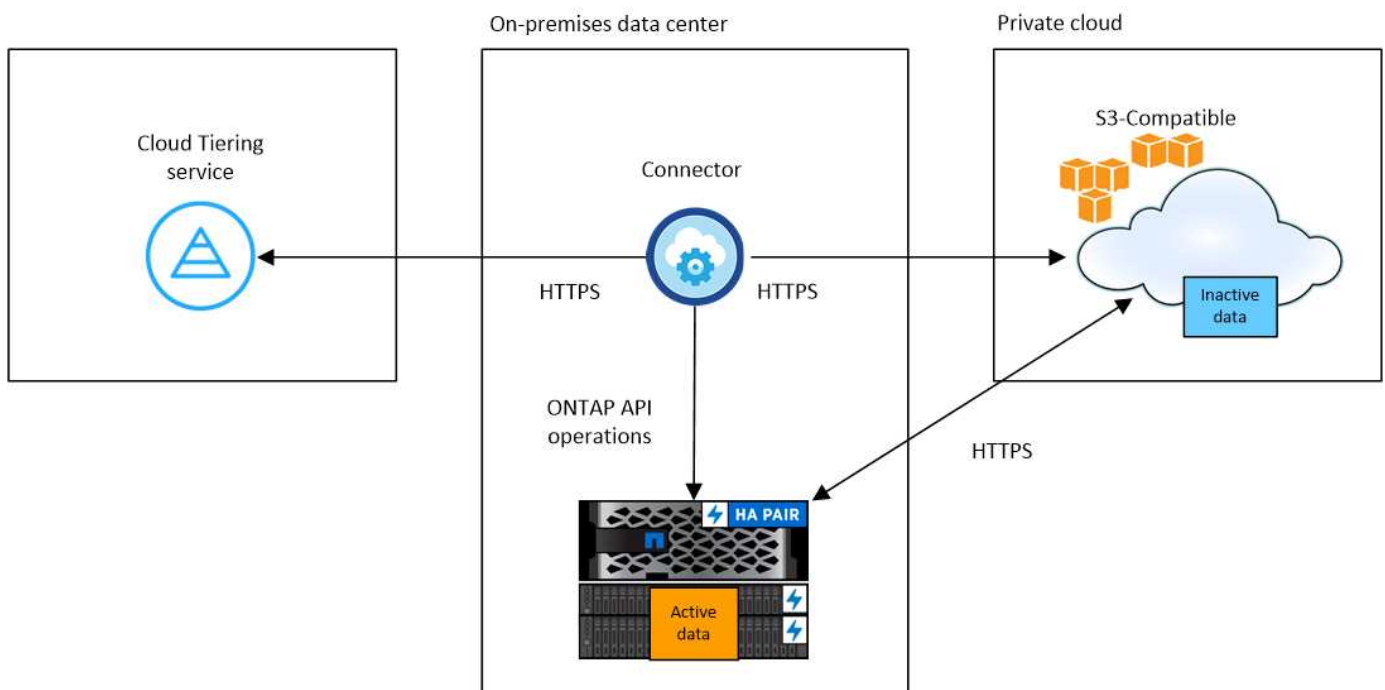 On-premises data center
Private cloud
Cloud Tiering
service
Connector
S3-Compatible
HTTPS
HTTPS
Inactive
data
ONTAP API
operations
HTTPS
HA PAIR
Active
data